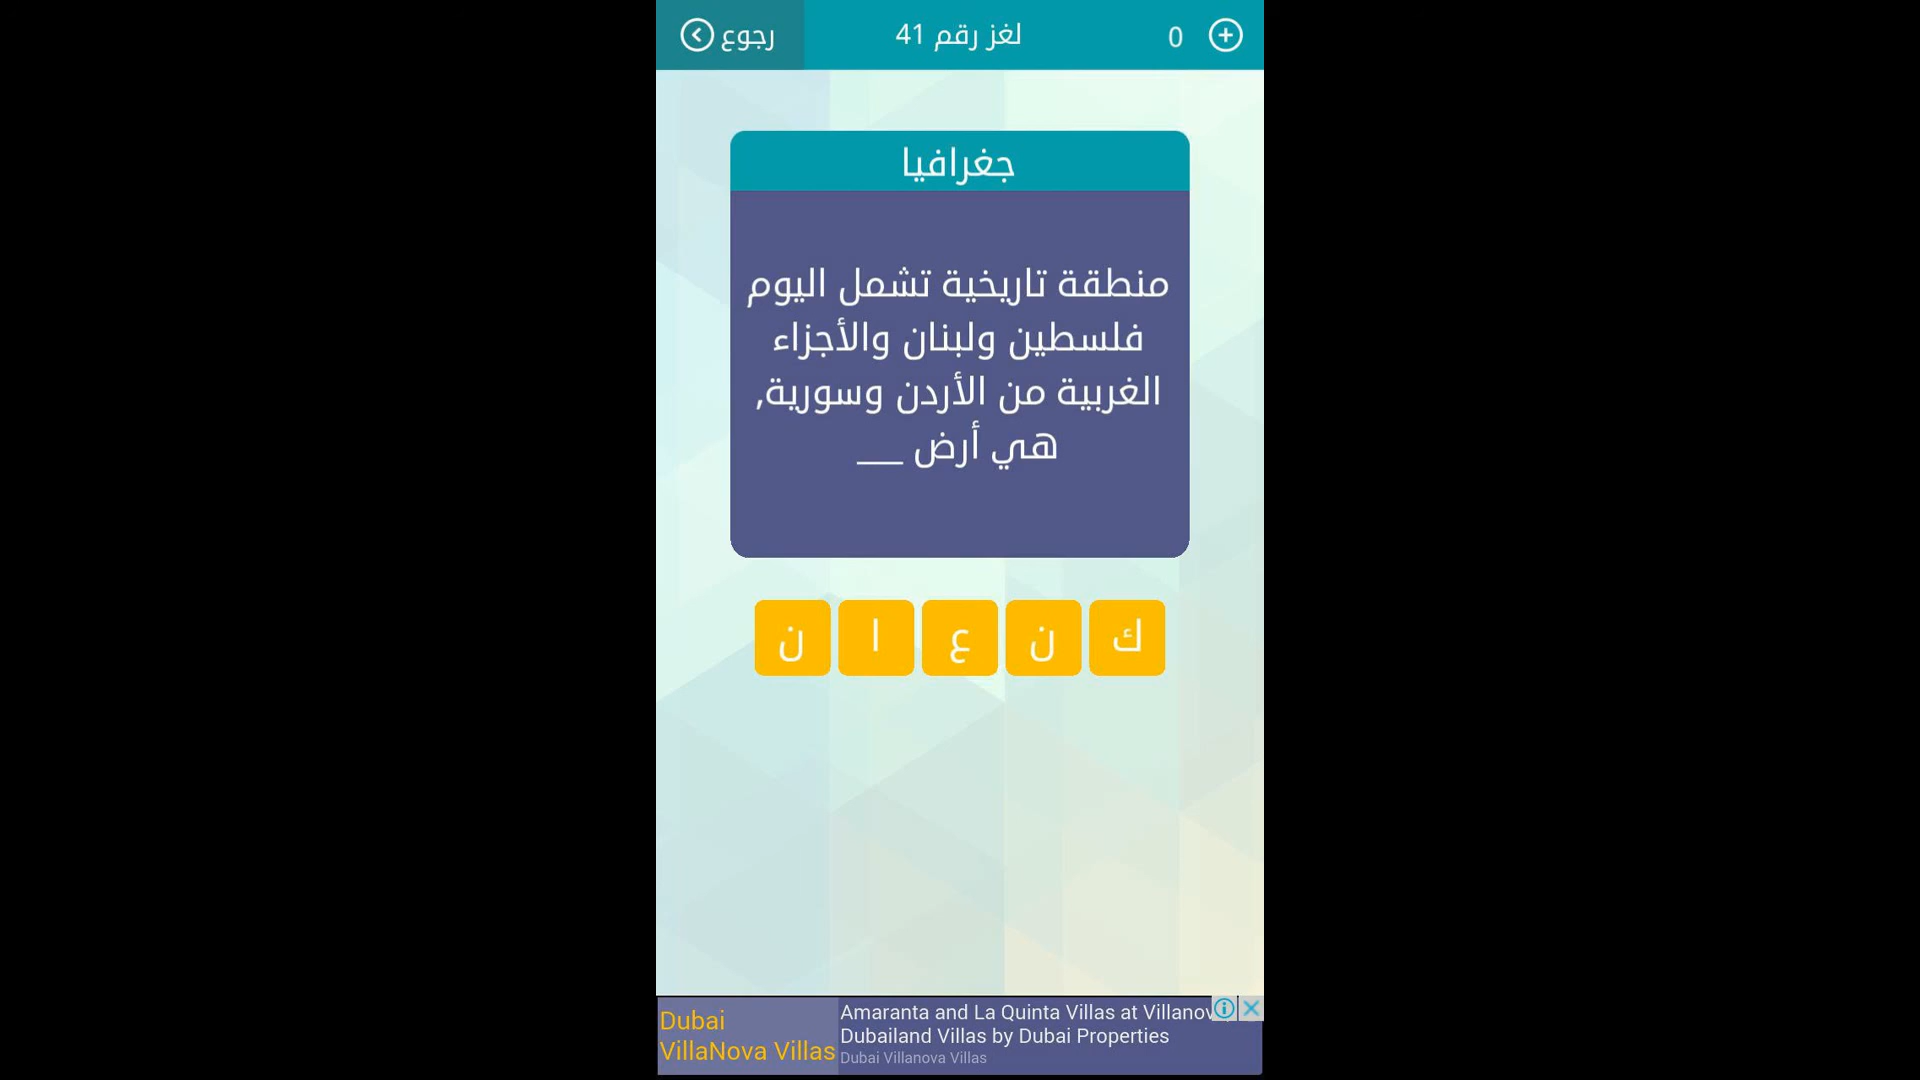 رجوع
لغز رقم 41
0
جغرافيا
منطقة تاريخية تشمل اليوم
فلسطين ولبنان والأجزاء
الغربية من الأردن وسورية,
هي أرض ___
ك ن ع ا ن
Dubai
VillaNova Villas
Amaranta and La Quinta Villas at Villanov
Dubailand Villas by Dubai Properties
Dubai Villanova Villas